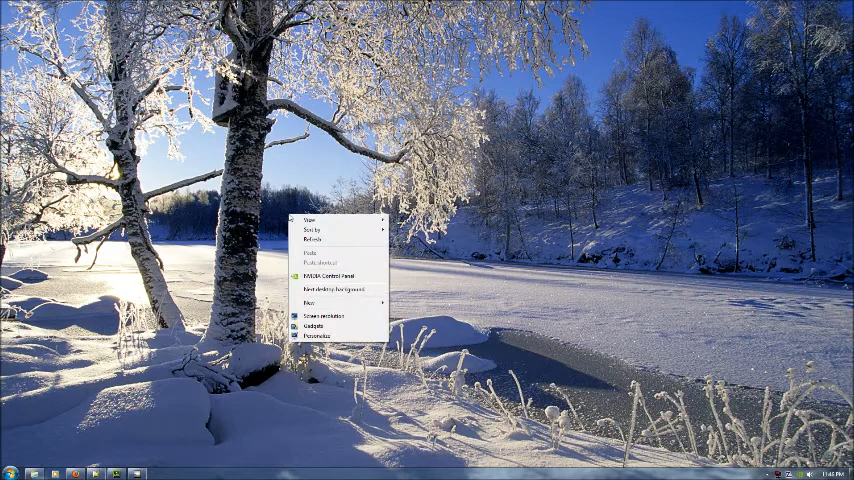 View
Sort by
Refresh
Paste
Paste shortcut
NVIDIA Control Panel
Next desktop background
New
Screen resolution
Gadgets
Personalize
11:46 PM